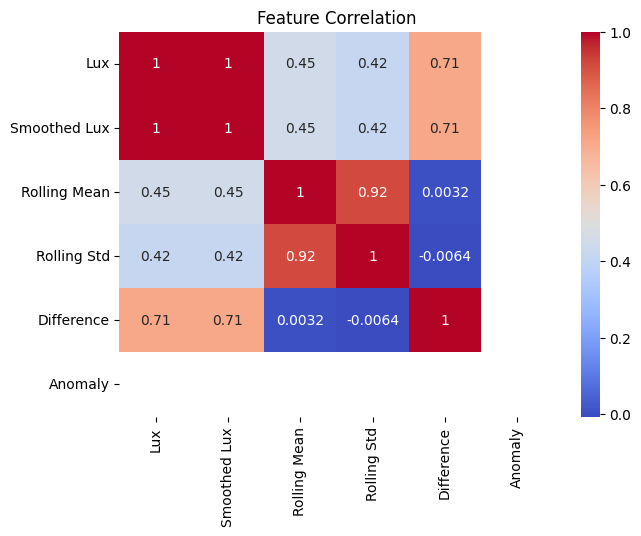 Feature Correlation
Lux
1
1
0.45
0.42
0.71
Smoothed Lux
1
1
0.45
0.42
0.71
Rolling Mean
0.45
0.45
1
0.92
0.0032
Rolling Std
0.42
0.42
0.92
1
-0.0064
Difference
0.71
0.71
0.0032
-0.0064
1
Anomaly
Lux
Smoothed Lux
Rolling Mean
Rolling Std
Difference
Anomaly
1.0
0.8
0.6
0.4
0.2
0.0